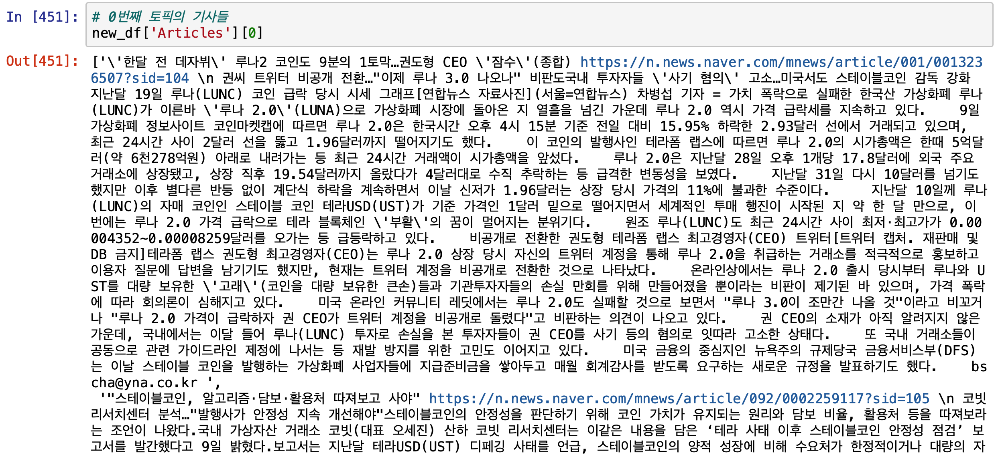 In [451]: # 0번째 토픽의 기사들
new_df['Articles'][0]
Out[451]: ['\'한달 전 데자뷔\' 루나2 코인도 9분의 1토막…권도형 CEO \'잠수\'(종합) https://n.news.naver.com/mnews/article/001/001323
6507?sid=104 \n 권씨 트위터 비공개 전환…"이제 루나 3.0 나오나" 비판도국내 투자자들 \'사기 혐의\' 고소…미국서도 스테이블코인 감독 강화
지난달 19일 루나(LUNC) 코인 급락 당시 시세 그래프[연합뉴스 자료사진](서울=연합뉴스) 차병섭 기자 = 가치 폭락으로 실패한 한국산 가상화폐 루나
(LUNC)가 이른바 \'루나 2.0\'(LUNA)으로 가상화폐 시장에 돌아온 지 열흘을 넘긴 가운데 루나 2.0 역시 가격 급락세를 지속하고 있다.    9일
가상화폐 정보사이트 코인마켓캡에 따르면 루나 2.0은 한국시간 오후 4시 15분 기준 전일 대비 15.95% 하락한 2.93달러 선에서 거래되고 있으며,
최근 24시간 사이 2달러 선을 뚫고 1.96달러까지 떨어지기도 했다.    이 코인의 발행사인 테라폼 랩스에 따르면 루나 2.0의 시가총액은 한때 5억달
러(약 6천278억원) 아래로 내려가는 등 최근 24시간 거래액이 시가총액을 앞섰다.    루나 2.0은 지난달 28일 오후 1개당 17.8달러에 외국 주요
거래소에 상장됐고, 상장 직후 19.54달러까지 올랐다가 4달러대로 수직 추락하는 등 급격한 변동성을 보였다.    지난달 31일 다시 10달러를 넘기도
했지만 이후 별다른 반등 없이 계단식 하락을 계속하면서 이날 신저가 1.96달러는 상장 당시 가격의 11%에 불과한 수준이다.    지난달 10일께 루나
(LUNC)의 자매 코인인 스테이블 코인 테라USD(UST)가 기준 가격인 1달러 밑으로 떨어지면서 세계적인 투매 행진이 시작된 지 약 한 달 만으로, 이
번에는 루나 2.0 가격 급락으로 테라 블록체인 \'부활\'의 꿈이 멀어지는 분위기다.    원조 루나(LUNC)도 최근 24시간 사이 최저·최고가가 0.00
004352~0.00008259달러를 오가는 등 급등락하고 있다.    비공개로 전환한 권도형 테라폼 랩스 최고경영자(CEO) 트위터[트위터 캡처. 재판매 및
DB 금지]테라폼 랩스 권도형 최고경영자(CEO)는 루나 2.0 상장 당시 자신의 트위터 계정을 통해 루나 2.0을 취급하는 거래소를 적극적으로 홍보하고
이용자 질문에 답변을 남기기도 했지만, 현재는 트위터 계정을 비공개로 전환한 것으로 나타났다.    온라인상에서는 루나 2.0 출시 당시부터 루나와 U
ST를 대량 보유한 \'고래\'(코인을 대량 보유한 큰손)들과 기관투자자들의 손실 만회를 위해 만들어졌을 뿐이라는 비판이 제기된 바 있으며, 가격 폭락
에 따라 회의론이 심해지고 있다.    미국 온라인 커뮤니티 레딧에서는 루나 2.0도 실패할 것으로 보면서 "루나 3.0이 조만간 나올 것"이라고 비꼬거
나 "루나 2.0 가격이 급락하자 권 CEO가 트위터 계정을 비공개로 돌렸다"고 비판하는 의견이 나오고 있다.    권 CEO의 소재가 아직 알려지지 않은
가운데, 국내에서는 이달 들어 루나(LUNC) 투자로 손실을 본 투자자들이 권 CEO를 사기 등의 혐의로 잇따라 고소한 상태다.    또 국내 거래소들이
공동으로 관련 가이드라인 제정에 나서는 등 재발 방지를 위한 고민도 이어지고 있다.    미국 금융의 중심지인 뉴욕주의 규제당국 금융서비스부(DFS)
는 이날 스테이블 코인을 발행하는 가상화폐 사업자들에 지급준비금을 쌓아두고 매월 회계감사를 받도록 요구하는 새로운 규정을 발표하기도 했다.    bs
cha@yna.co.kr ',
'"스테이블코인, 알고리즘·담보·활용처 따져보고 사야" https://n.news.naver.com/mnews/article/092/0002259117?sid=105 \n 코빗
리서치센터 분석…"발행사가 안정성 지속 개선해야"스테이블코인의 안정성을 판단하기 위해 코인 가치가 유지되는 원리와 담보 비율, 활용처 등을 따져보라
는 조언이 나왔다.국내 가상자산 거래소 코빗(대표 오세진) 산하 코빗 리서치센터는 이같은 내용을 담은 ‘테라 사태 이후 스테이블코인 안정성 점검’ 보
고서를 발간했다고 9일 밝혔다.보고서는 지난달 테라USD(UST) 디페깅 사태를 언급, 스테이블코인의 양적 성장에 비해 수요처가 한정적이거나 대량의 자